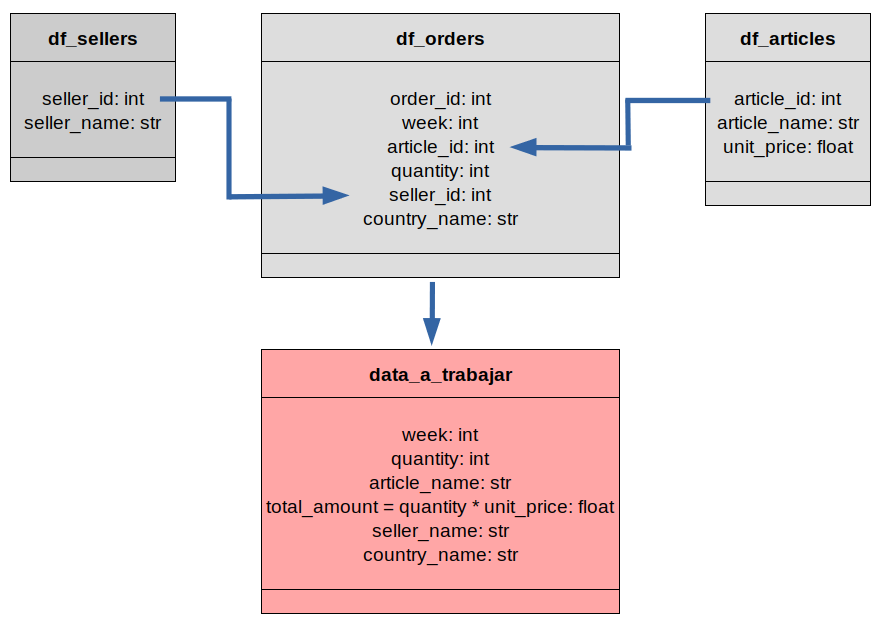 df_sellers
seller_id: int
seller_name: str
df_orders
order_id: int
week: int
article_id: int
quantity: int
seller_id: int
country_name: str
df_articles
article_id: int
article_name: str
unit_price: float
data_a_trabajar
week: int
quantity: int
article_name: str
total_amount = quantity * unit_price: float
seller_name: str
country_name: str